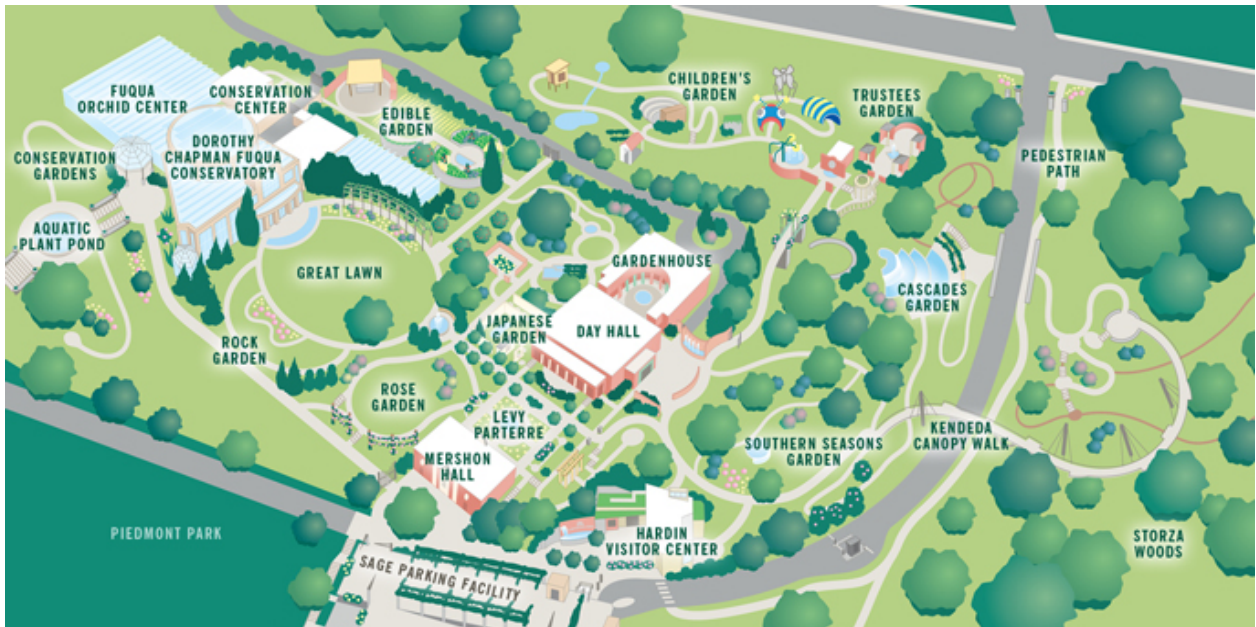 FUQUA
ORCHID CENTER
CONSERVATION
CENTER
EDIBLE
GARDEN
CHILDREN'S
GARDEN
TRUSTEES
GARDEN
CONSERVATION
GARDENS
DOROTHY
CHAPMAN FUQUA
CONSERVATORY
PEDESTRIAN
PATH
AQUATIC
PLANT POND
GREAT LAWN
GARDENHOUSE
CASCADES
GARDEN
JAPANESE
GARDEN
DAY HALL
ROCK
GARDEN
ROSE
GARDEN
LEVY
PARTERRE
SOUTHERN SEASONS
GARDEN
KENDEDA
CANOPY WALK
MERSHON
HALL
PIEDMONT PARK
HARDIN
VISITOR CENTER
STORZA
WOODS
SAGE PARKING FACILITY